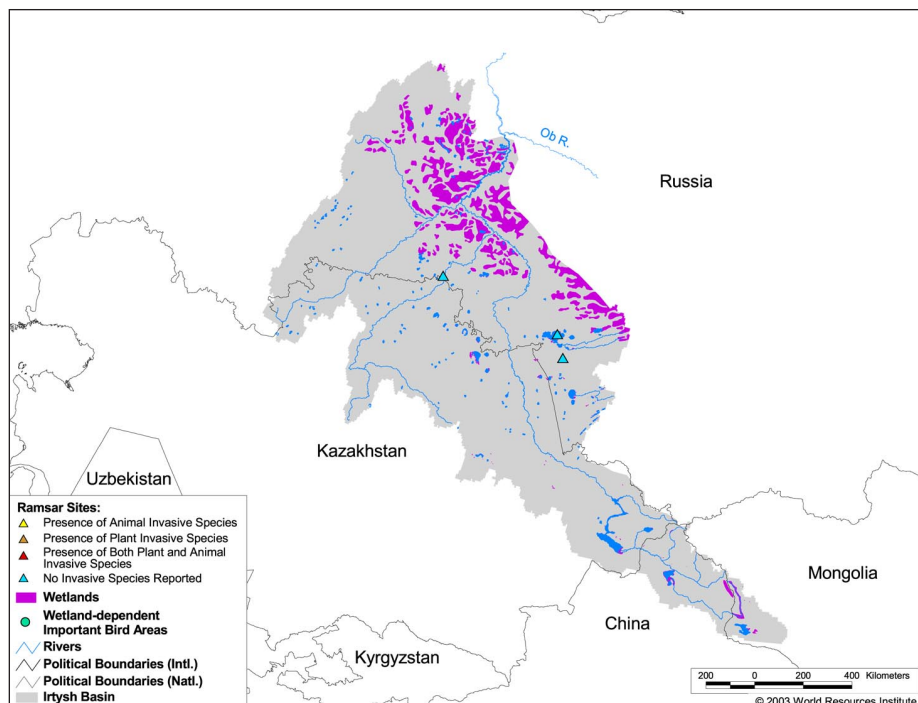 Ob R.
Russia
Kazakhstan
Uzbekistan
Mongolia
China
Kyrgyzstan
Ramsar Sites:
Presence of Animal Invasive Species
Presence of Plant Invasive Species
Presence of Both Plant and Animal
Invasive Species
No Invasive Species Reported
Wetlands
Wetland-dependent
Important Bird Areas
Rivers
Political Boundaries (Intl.)
Political Boundaries (Natl.)
Irtysh Basin
200 0 200 400 Kilometers
© 2003 World Resources Institute